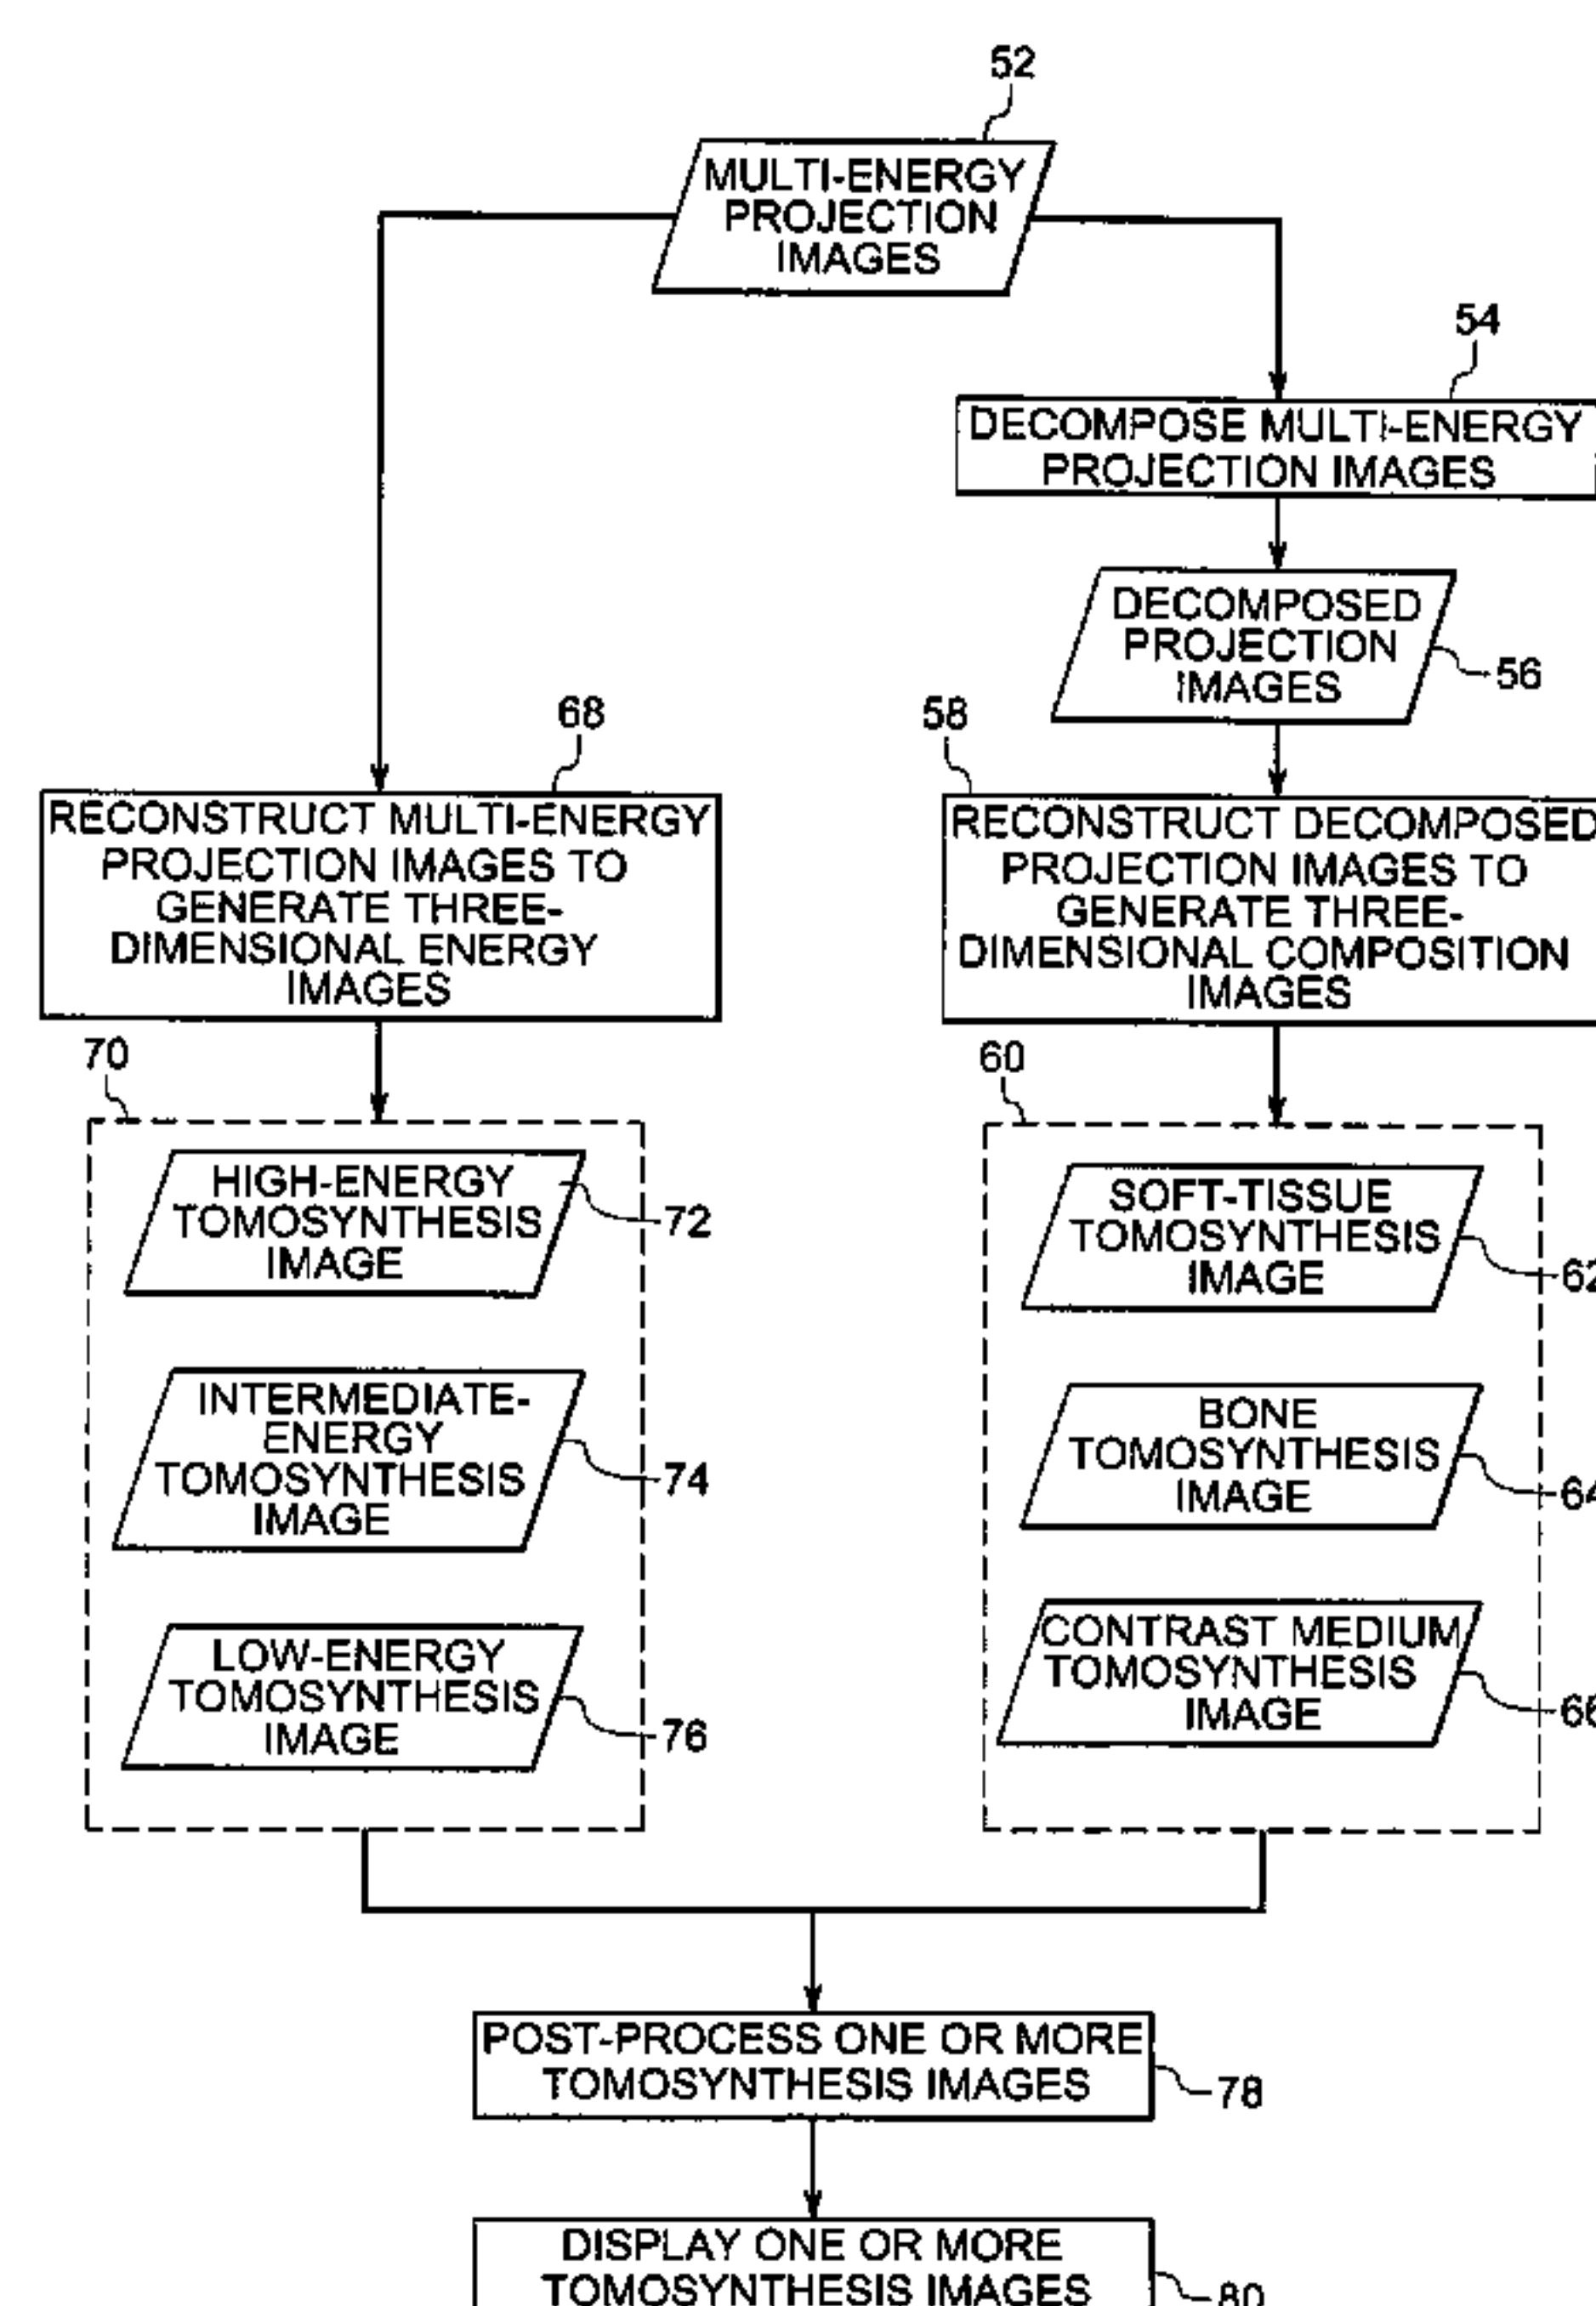 52
MULTI-ENERGY
PROJECTION
IMAGES
54
DECOMPOSE MULTI-ENERGY
PROJECTION IMAGES
DECOMPOSED
PROJECTION
IMAGES
56
68
RECONSTRUCT MULTI-ENERGY
PROJECTION IMAGES TO
GENERATE THREE-
DIMENSIONAL ENERGY
IMAGES
58
RECONSTRUCT DECOMPOSED
PROJECTION IMAGES TO
GENERATE THREE-
DIMENSIONAL COMPOSITION
IMAGES
70
HIGH-ENERGY
TOMOSYNTHESIS
IMAGE
72
INTERMEDIATE-
ENERGY
TOMOSYNTHESIS
IMAGE
74
LOW-ENERGY
TOMOSYNTHESIS
IMAGE
76
60
SOFT-TISSUE
TOMOSYNTHESIS
IMAGE
62
BONE
TOMOSYNTHESIS
IMAGE
64
CONTRAST MEDIUM
TOMOSYNTHESIS
IMAGE
66
POST-PROCESS ONE OR MORE
TOMOSYNTHESIS IMAGES
78
DISPLAY ONE OR MORE
TOMOSYNTHESIS IMAGES
80